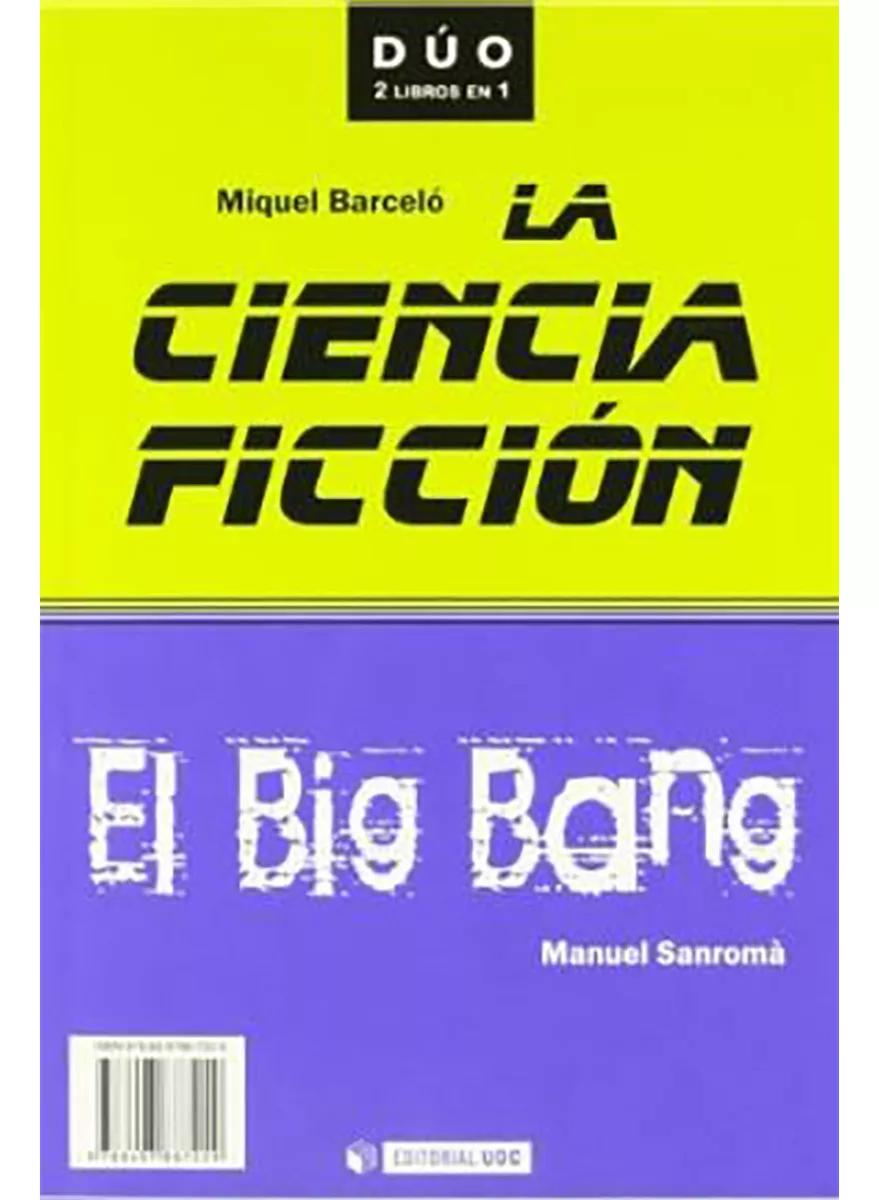 DÚO
2 LIBROS EN 1
Miquel Barceló
LA
CIENCIA
FICCIÓN
El Big Bang
Manuel Sanromà
EDITORIAL UOC